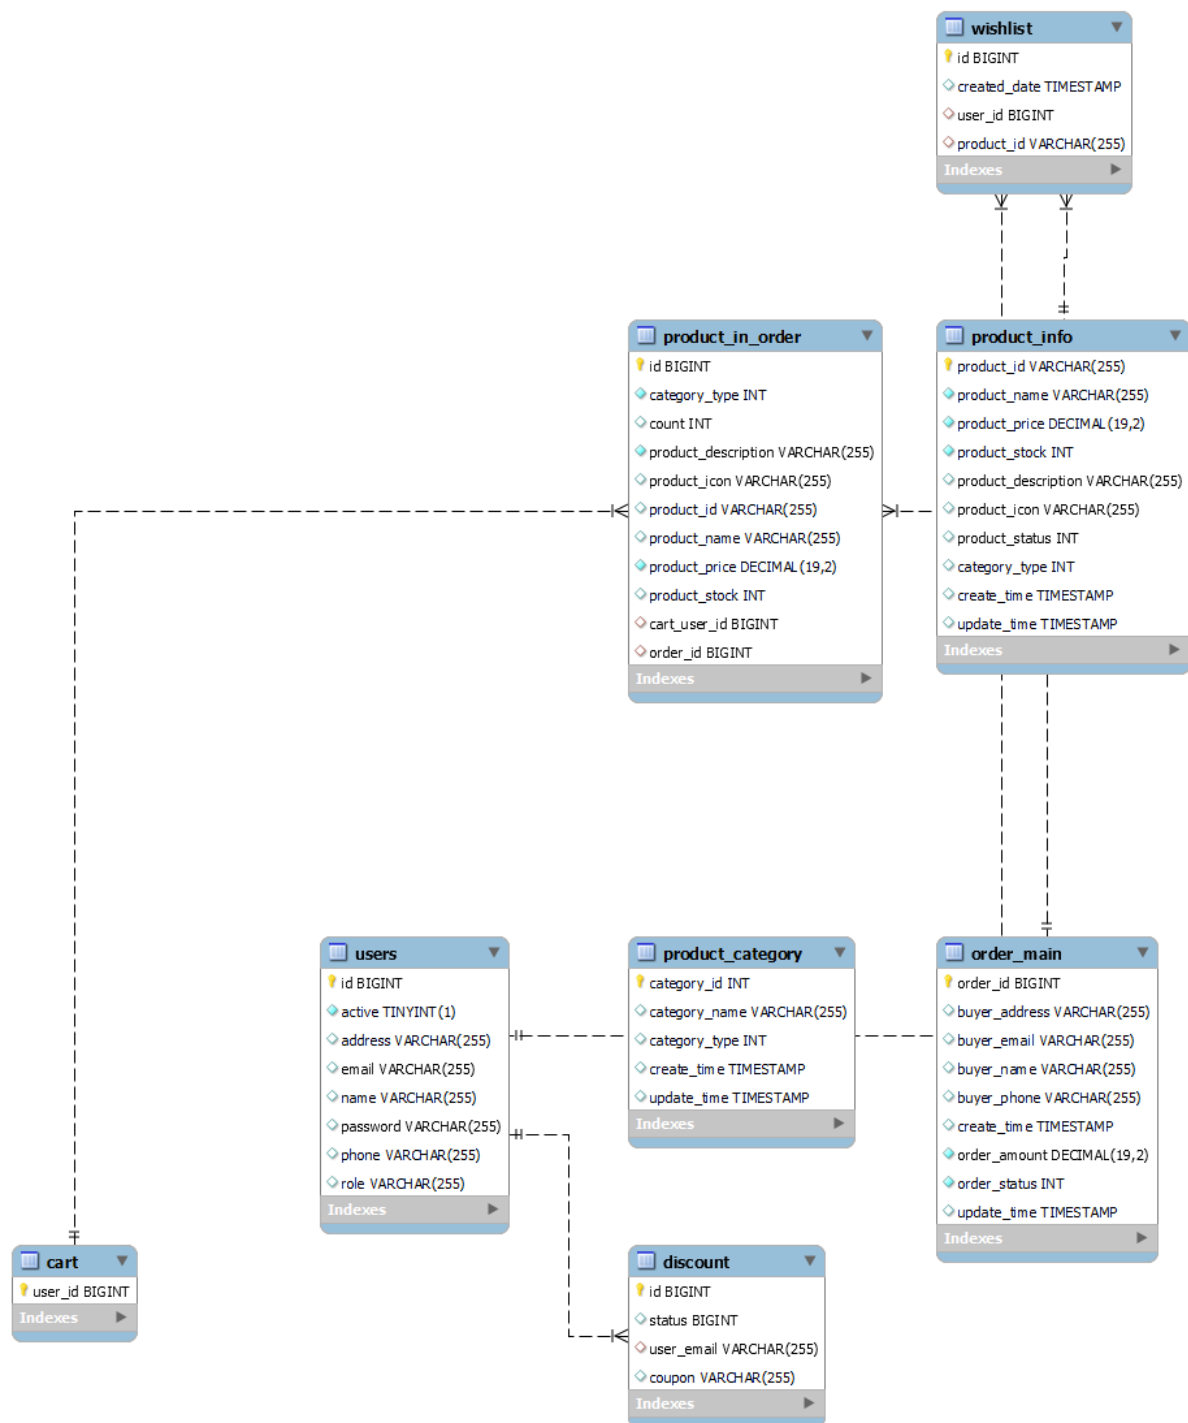 wishlist
id BIGINT
created_date TIMESTAMP
user_id BIGINT
product_id VARCHAR(255)
Indexes
product_in_order
id BIGINT
category_type INT
count INT
product_description VARCHAR(255)
product_icon VARCHAR(255)
product_id VARCHAR(255)
product_name VARCHAR(255)
product_price DECIMAL(19,2)
product_stock INT
cart_user_id BIGINT
order_id BIGINT
Indexes
product_info
product_id VARCHAR(255)
product_name VARCHAR(255)
product_price DECIMAL(19,2)
product_stock INT
product_description VARCHAR(255)
product_icon VARCHAR(255)
product_status INT
category_type INT
create_time TIMESTAMP
update_time TIMESTAMP
Indexes
users
id BIGINT
active TINYINT(1)
address VARCHAR(255)
email VARCHAR(255)
name VARCHAR(255)
password VARCHAR(255)
phone VARCHAR(255)
role VARCHAR(255)
Indexes
product_category
category_id INT
category_name VARCHAR(255)
category_type INT
create_time TIMESTAMP
update_time TIMESTAMP
Indexes
order_main
order_id BIGINT
buyer_address VARCHAR(255)
buyer_email VARCHAR(255)
buyer_name VARCHAR(255)
buyer_phone VARCHAR(255)
create_time TIMESTAMP
order_amount DECIMAL(19,2)
order_status INT
update_time TIMESTAMP
Indexes
cart
user_id BIGINT
Indexes
discount
id BIGINT
status BIGINT
user_email VARCHAR(255)
coupon VARCHAR(255)
Indexes